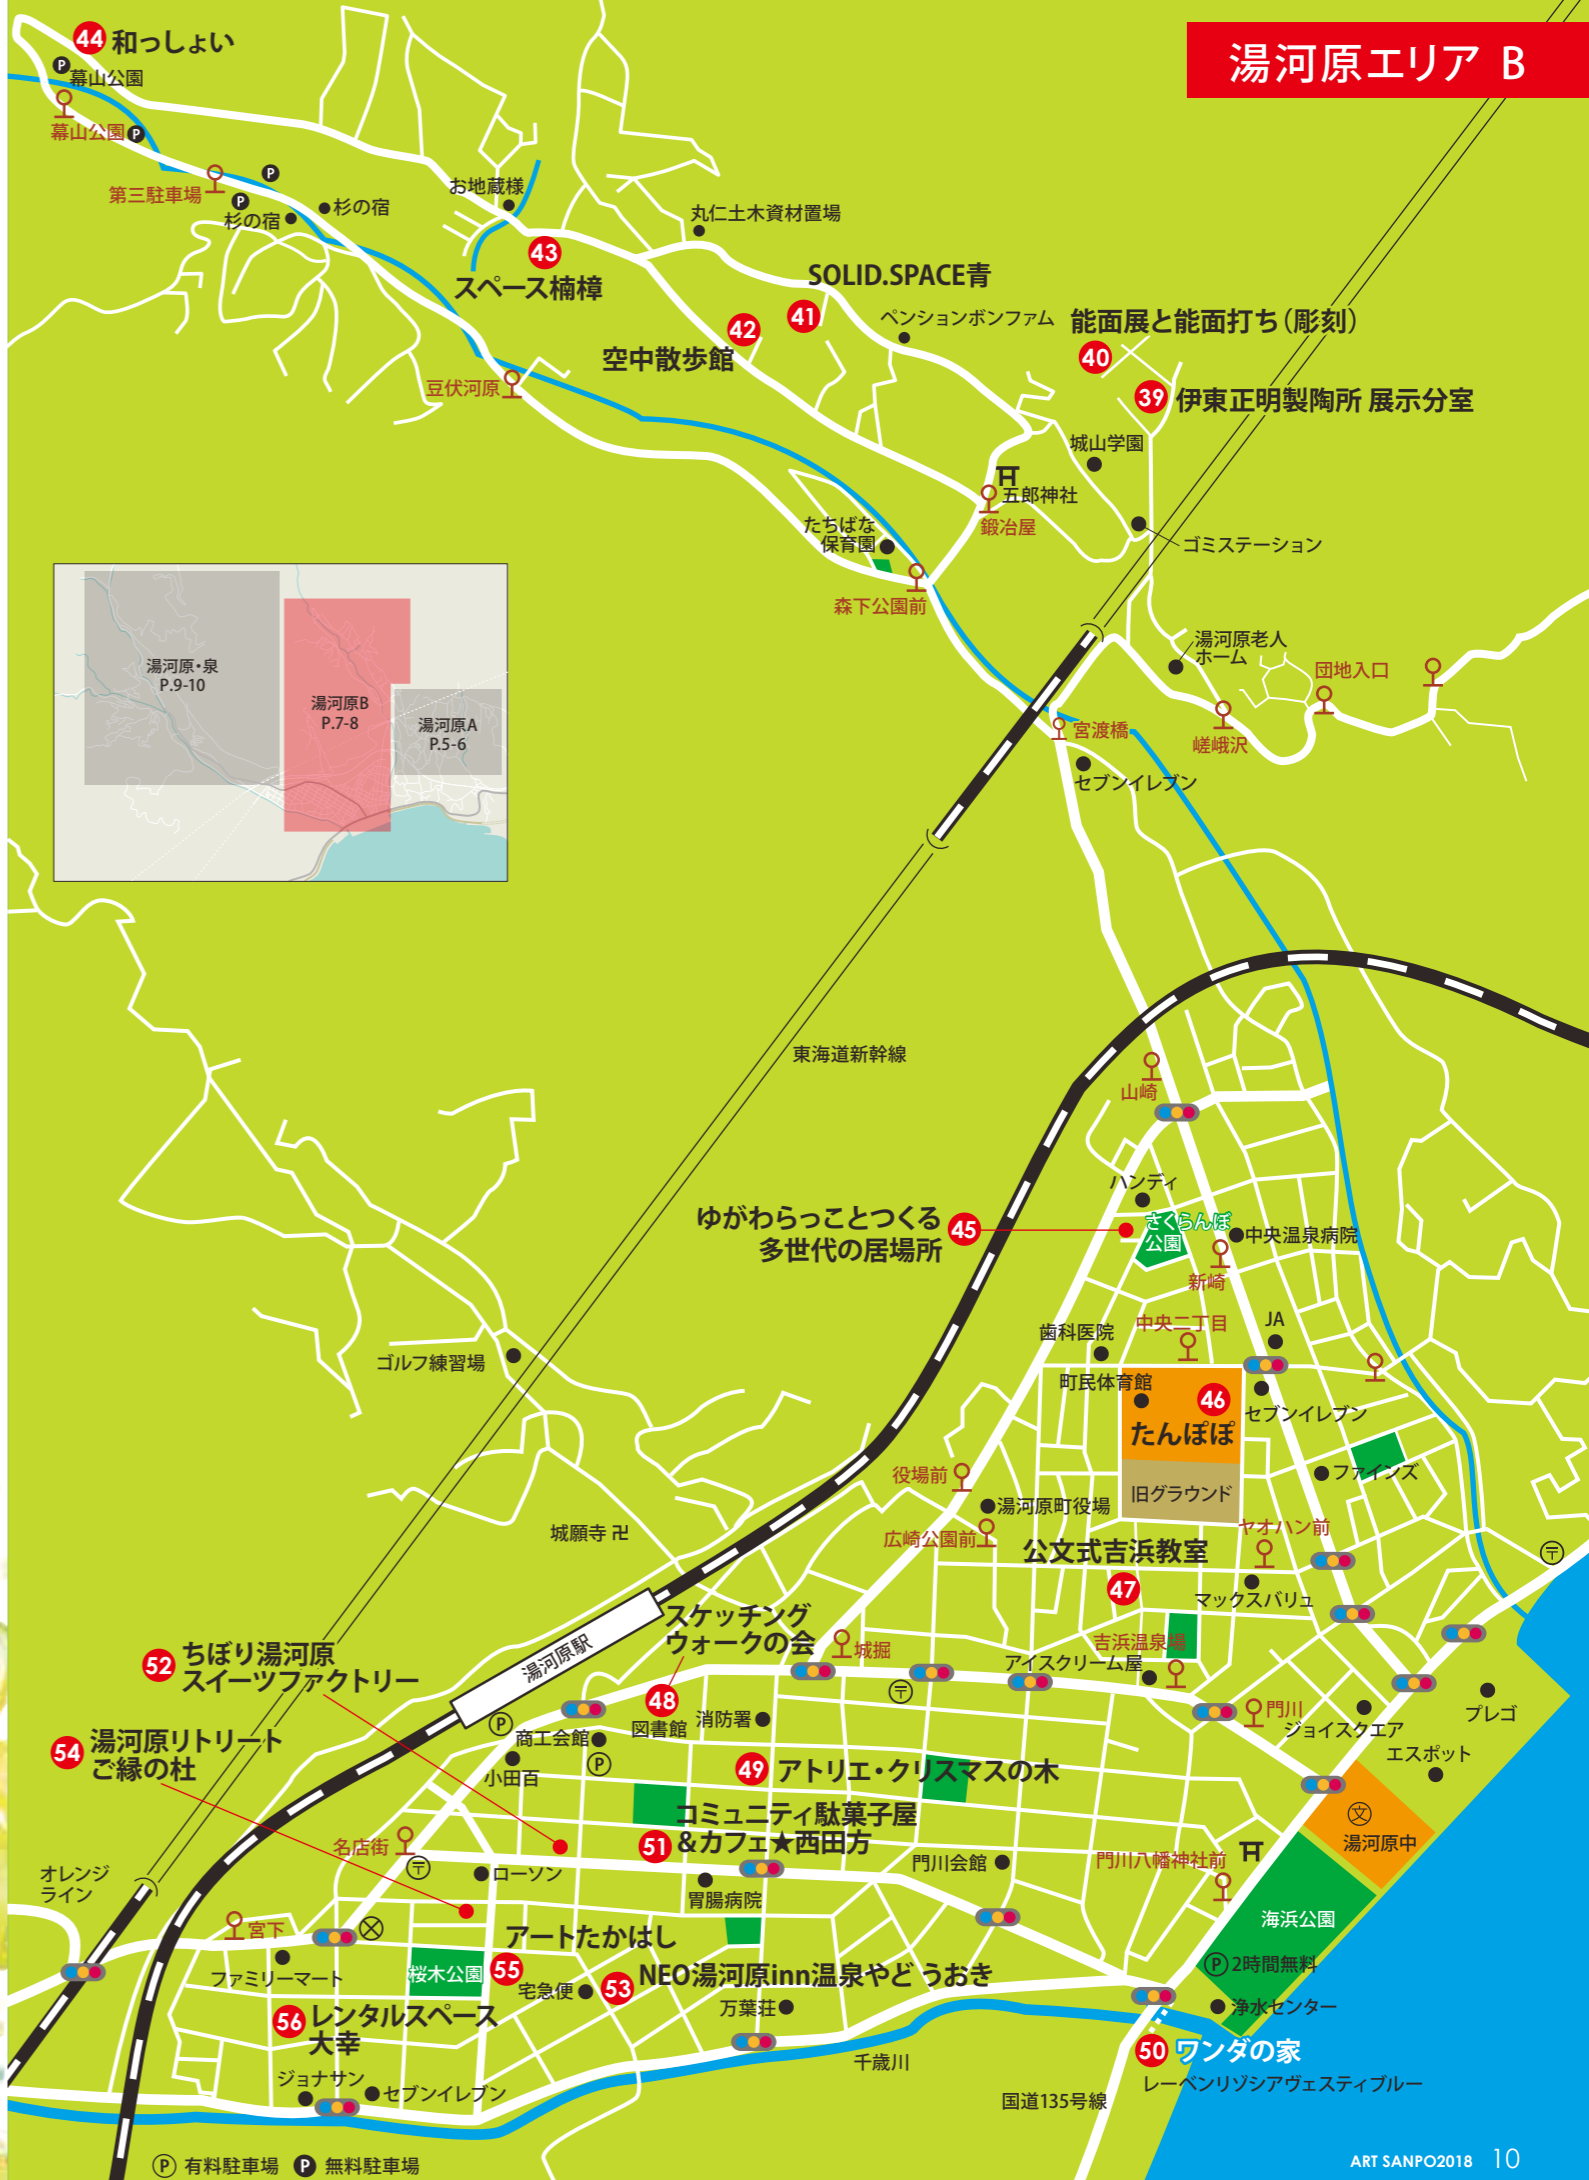 湯河原エリア B
44 和っしょい
P
幕山公園
幕山公園
P
第三駐車場
P
P
杉の宿
杉の宿
お地蔵様
丸仁土木資材置場
43
スペース楠樟
SOLID.SPACE青
41
42
空中散歩館
ペンションボンファム
能面展と能面打ち(彫刻)
40
39 伊東正明製陶所 展示分室
豆伏河原
城山学園
五郎神社
鍛冶屋
たちばな
保育園
ゴミステーション
森下公園前
湯河原老人
ホーム
団地入口
嵯峨沢
宮渡橋
セブンイレブン
湯河原・泉
P.9-10
湯河原B
P.7-8
湯河原A
P.5-6
東海道新幹線
山崎
ハンディ
ゆがわらっことつくる
多世代の居場所
45
さくらんぼ
公園
中央温泉病院
新崎
歯科医院
中央二丁目
JA
ゴルフ練習場
町民体育館
46
たんぽぽ
セブンイレブン
ファインズ
旧グラウンド
役場前
湯河原町役場
広崎公園前
城願寺 卍
公文式吉浜教室
47
ヤオハン前
マックスバリュ
〒
スケッチング
ウォークの会
城堀
吉浜温泉場
アイスクリーム屋
湯河原駅
52 ちぼり湯河原
スイーツファクトリー
48
図書館
消防署
〒
門川
ジョイスクエア
プレゴ
エスポット
P
商工会館
P
小田百
54 湯河原リトリート
ご縁の杜
49 アトリエ・クリスマスの木
文
湯河原中
51 コミュニティ駄菓子屋
&カフェ★西田方
名店街
〒
ローソン
胃腸病院
門川会館
門川八幡神社前
オレンジ
ライン
海浜公園
宮下
アートたかはし
ファミリーマート
桜木公園
55
宅急便
53 NEO湯河原inn温泉やど うおき
P 2時間無料
浄水センター
万葉荘
56 レンタルスペース
大幸
50 ワンダの家
レーベンリゾシアヴェスティブルー
千歳川
国道135号線
ジョナサン
セブンイレブン
P 有料駐車場 P 無料駐車場
ART SANPO2018 10